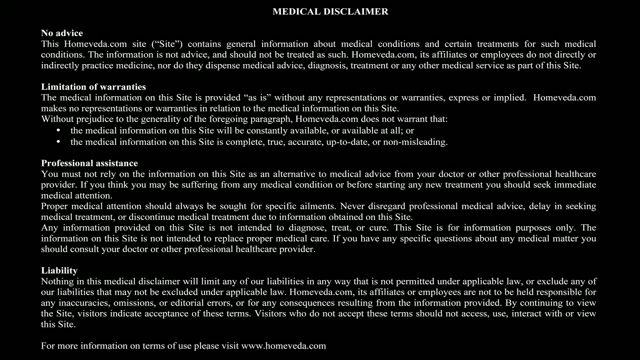 MEDICAL DISCLAIMER
No advice
This Homeveda.com site (“Site”) contains general information about medical conditions and certain treatments for such medical
conditions. The information is not advice, and should not be treated as such. Homeveda.com, its affiliates or employees do not directly or
indirectly practice medicine, nor do they dispense medical advice, diagnosis, treatment or any other medical service as part of this Site.
Limitation of warranties
The medical information on this Site is provided “as is” without any representations or warranties, express or implied. Homeveda.com
makes no representations or warranties in relation to the medical information on this Site.
Without prejudice to the generality of the foregoing paragraph, Homeveda.com does not warrant that:
• the medical information on this Site will be constantly available, or available at all; or
• the medical information on this Site is complete, true, accurate, up-to-date, or non-misleading.
Professional assistance
You must not rely on the information on this Site as an alternative to medical advice from your doctor or other professional healthcare
provider. If you think you may be suffering from any medical condition or before starting any new treatment you should seek immediate
medical attention.
Proper medical attention should always be sought for specific ailments. Never disregard professional medical advice, delay in seeking
medical treatment, or discontinue medical treatment due to information obtained on this Site.
Any information provided on this Site is not intended to diagnose, treat, or cure. This Site is for information purposes only. The
information on this Site is not intended to replace proper medical care. If you have any specific questions about any medical matter you
should consult your doctor or other professional healthcare provider.
Liability
Nothing in this medical disclaimer will limit any of our liabilities in any way that is not permitted under applicable law, or exclude any of
our liabilities that may not be excluded under applicable law. Homeveda.com, its affiliates or employees are not to be held responsible for
any inaccuracies, omissions, or editorial errors, or for any consequences resulting from the information provided. By continuing to view
the Site, visitors indicate acceptance of these terms. Visitors who do not accept these terms should not access, use, interact with or view
this Site.
For more information on terms of use please visit www.homeveda.com